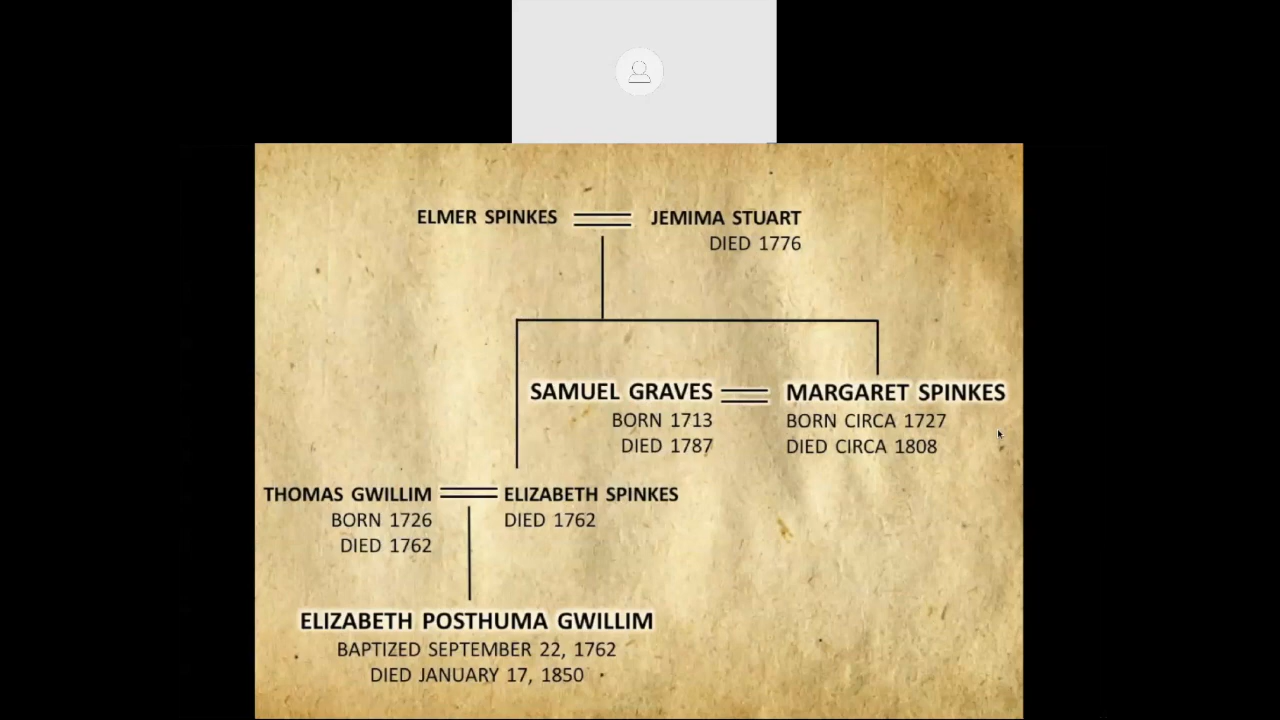 ELMER SPINKES JEMIMA STUART
DIED 1776
SAMUEL GRAVES MARGARET SPINKES
BORN 1713 BORN CIRCA 1727
DIED 1787 DIED CIRCA 1808
THOMAS GWILLIM ELIZABETH SPINKES
BORN 1726 DIED 1762
DIED 1762
ELIZABETH POSTHUMA GWILLIM
BAPTIZED SEPTEMBER 22, 1762
DIED JANUARY 17, 1850